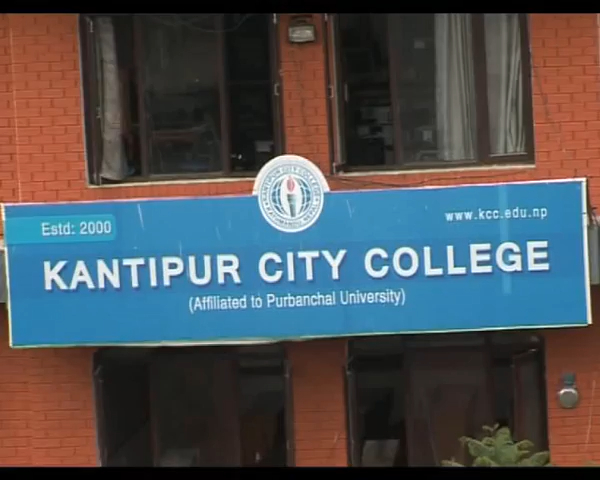 Estd: 2000
www.kcc.edu.np
KANTIPUR CITY COLLEGE
(Affiliated to Purbanchal University)